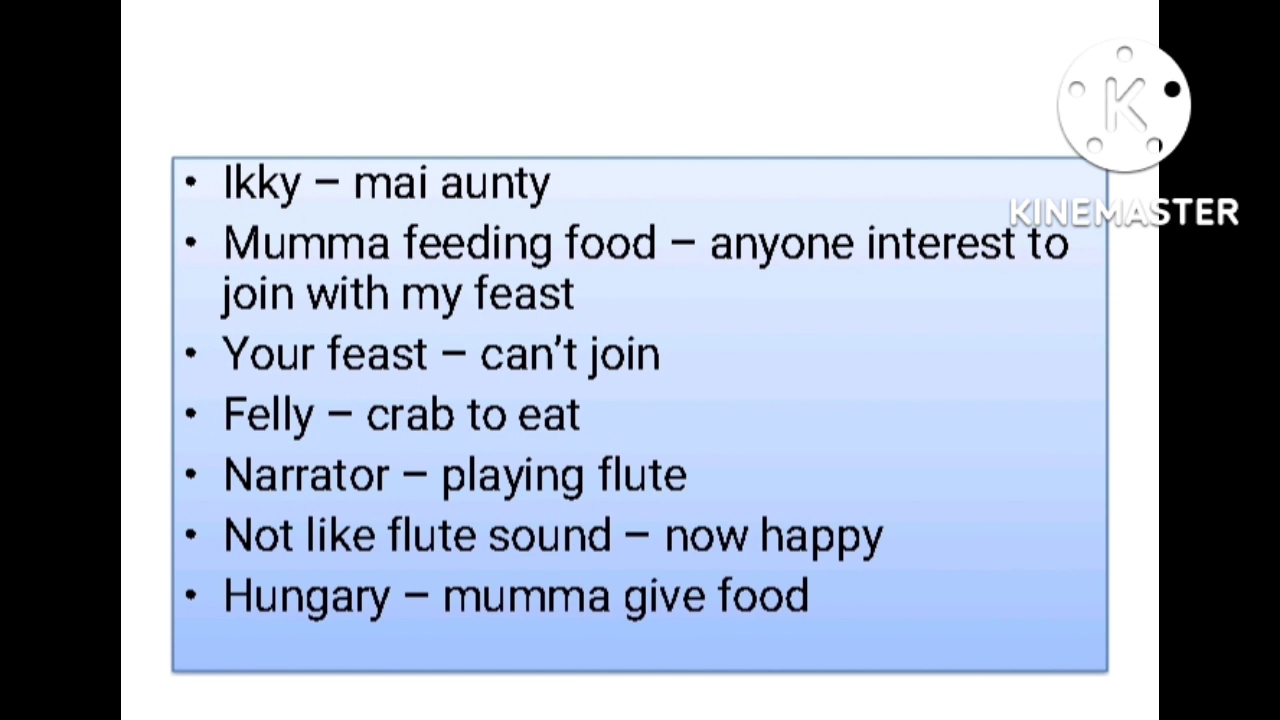 • Ikky – mai aunty
• Mumma feeding food – anyone interest to
join with my feast
• Your feast – can't join
• Felly – crab to eat
• Narrator – playing flute
• Not like flute sound – now happy
• Hungary – mumma give food
K
KINEMASTER